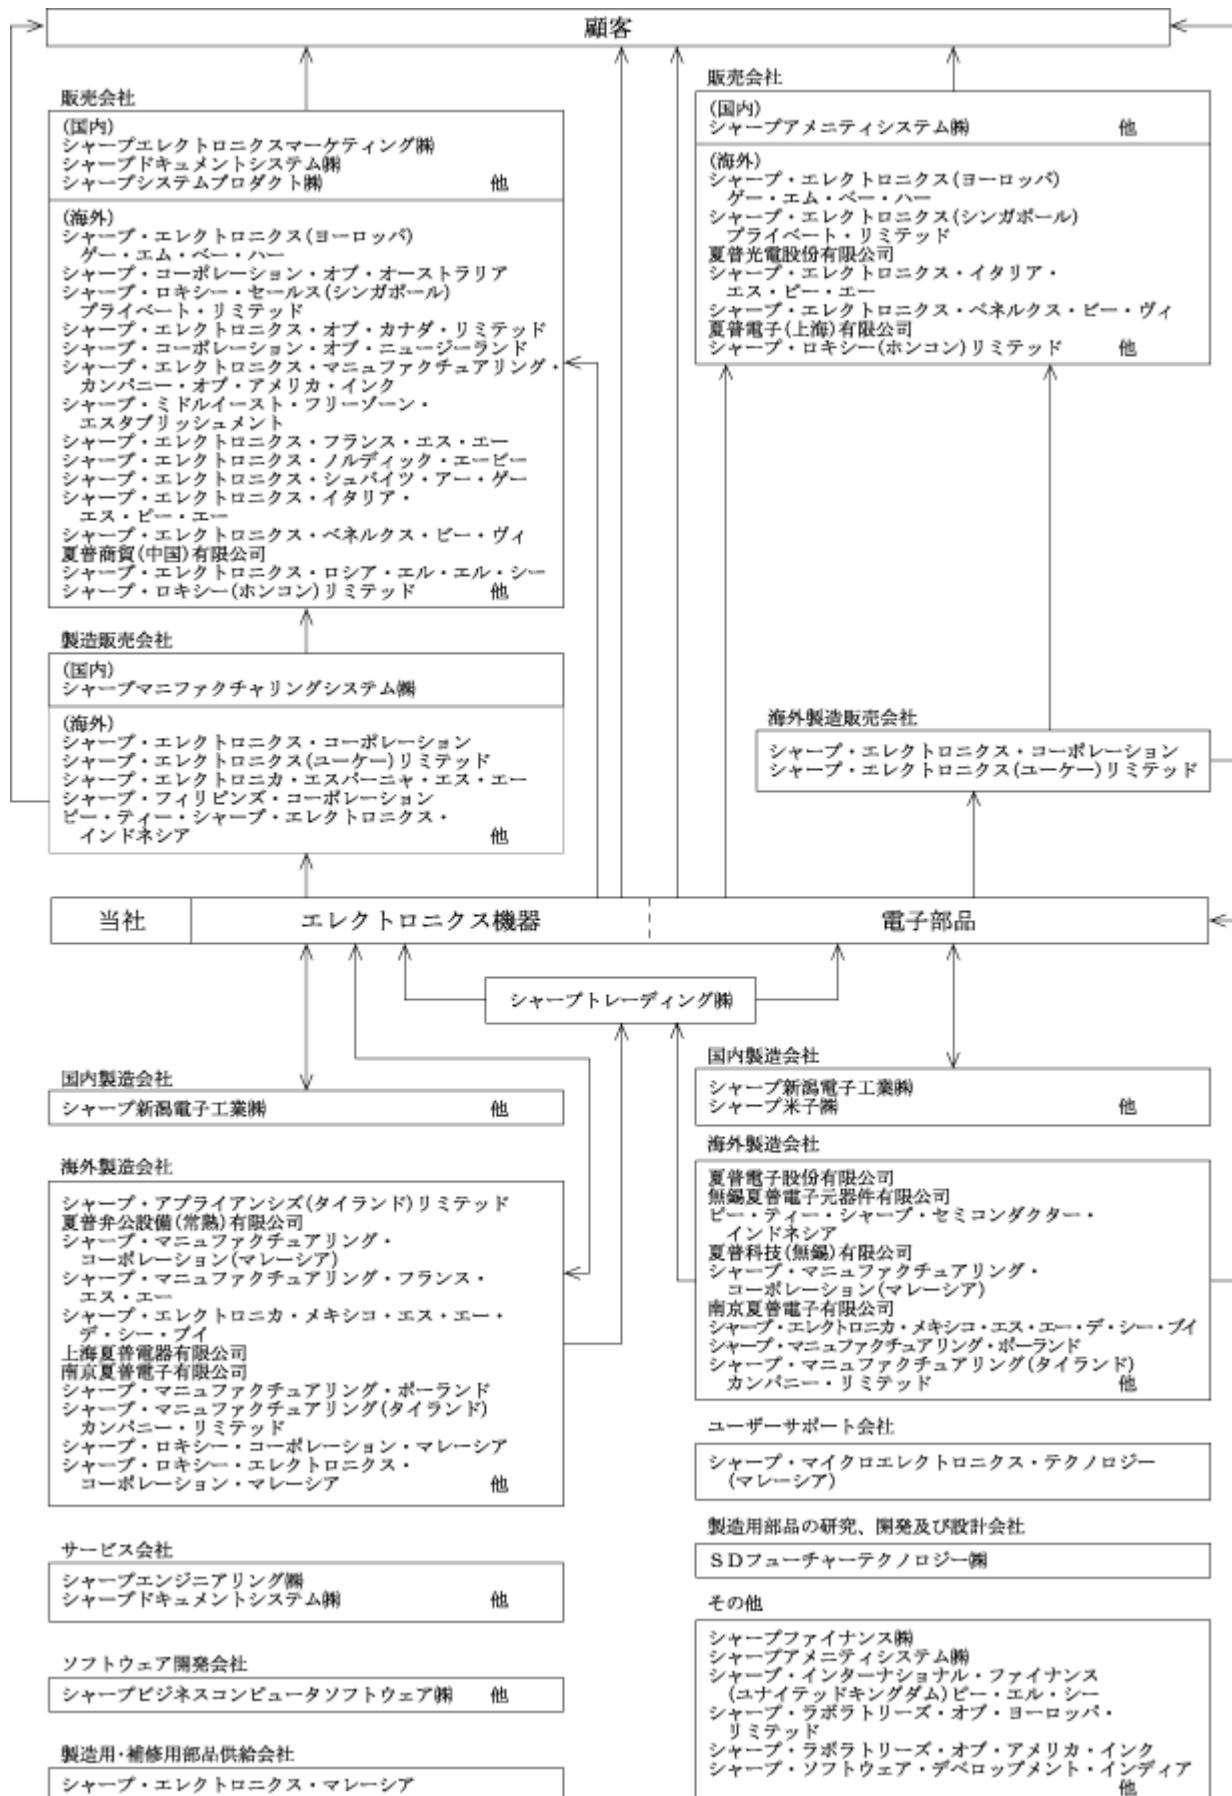 顧客
販売会社
(国内)
シャープエレクトロニクスマーケティング㈱
シャープドキュメントシステム㈱
シャープシステムプロダクト㈱ 他
(海外)
シャープ・エレクトロニクス(ヨーロッパ)
ゲー・エム・ベー・ハー
シャープ・コーポレーション・オブ・オーストラリア
シャープ・ロキシー・セールス(シンガポール)
プライベート・リミテッド
シャープ・エレクトロニクス・オブ・カナダ・リミテッド
シャープ・コーポレーション・オブ・ニュージーランド
シャープ・エレクトロニクス・マニュファクチュアリング・
カンパニー・オブ・アメリカ・インク
シャープ・ミドルイースト・フリーゾーン・
エスタブリッシュメント
シャープ・エレクトロニクス・フランス・エス・エー
シャープ・エレクトロニクス・ノルディック・エービー
シャープ・エレクトロニクス・シュバイツ・アー・ゲー
シャープ・エレクトロニクス・イタリア・
エス・ピー・エー
シャープ・エレクトロニクス・ベネルクス・ビー・ヴィ
夏普商貿(中国)有限公司
シャープ・エレクトロニクス・ロシア・エル・エル・シー
シャープ・ロキシー(ホンコン)リミテッド 他
製造販売会社
(国内)
シャープマニファクチャリングシステム㈱
(海外)
シャープ・エレクトロニクス・コーポレーション
シャープ・エレクトロニクス(ユーケー)リミテッド
シャープ・エレクトロニカ・エスパーニャ・エス・エー
シャープ・フィリピンズ・コーポレーション
ピー・ティー・シャープ・エレクトロニクス・
インドネシア 他
販売会社
(国内)
シャープアメニティシステム㈱ 他
(海外)
シャープ・エレクトロニクス(ヨーロッパ)
ゲー・エム・ベー・ハー
シャープ・エレクトロニクス(シンガポール)
プライベート・リミテッド
夏普光電股份有限公司
シャープ・エレクトロニクス・イタリア・
エス・ピー・エー
シャープ・エレクトロニクス・ベネルクス・ビー・ヴィ
夏普電子(上海)有限公司
シャープ・ロキシー(ホンコン)リミテッド 他
海外製造販売会社
シャープ・エレクトロニクス・コーポレーション
シャープ・エレクトロニクス(ユーケー)リミテッド
当社 エレクトロニクス機器 電子部品
シャープトレーディング㈱
国内製造会社
シャープ新潟電子工業㈱ 他
海外製造会社
シャープ・アプライアンシズ(タイランド)リミテッド
夏普弁公設備(常熟)有限公司
シャープ・マニュファクチュアリング・
コーポレーション(マレーシア)
シャープ・マニュファクチュアリング・フランス・
エス・エー
シャープ・エレクトロニカ・メキシコ・エス・エー・
デ・シー・ブイ
上海夏普電器有限公司
南京夏普電子有限公司
シャープ・マニュファクチュアリング・ポーランド
シャープ・マニュファクチュアリング(タイランド)
カンパニー・リミテッド
シャープ・ロキシー・コーポレーション・マレーシア
シャープ・ロキシー・エレクトロニクス・
コーポレーション・マレーシア 他
サービス会社
シャープエンジニアリング㈱
シャープドキュメントシステム㈱ 他
ソフトウェア開発会社
シャープビジネスコンピュータソフトウェア㈱ 他
製造用・補修用部品供給会社
シャープ・エレクトロニクス・マレーシア
国内製造会社
シャープ新潟電子工業㈱
シャープ米子㈱ 他
海外製造会社
夏普電子股份有限公司
無錫夏普電子元器件有限公司
ピー・ティー・シャープ・セミコンダクター・
インドネシア
夏普科技(無錫)有限公司
シャープ・マニュファクチュアリング・
コーポレーション(マレーシア)
南京夏普電子有限公司
シャープ・エレクトロニカ・メキシコ・エス・エー・デ・シー・ブイ
シャープ・マニュファクチュアリング・ポーランド
シャープ・マニュファクチュアリング(タイランド)
カンパニー・リミテッド 他
ユーザーサポート会社
シャープ・マイクロエレクトロニクス・テクノロジー
(マレーシア)
製造用部品の研究、開発及び設計会社
SDフューチャーテクノロジー㈱
その他
シャープファイナンス㈱
シャープアメニティシステム㈱
シャープ・インターナショナル・ファイナンス
(ユナイテッドキングダム)ピー・エル・シー
シャープ・ラボラトリーズ・オブ・ヨーロッパ・
リミテッド
シャープ・ラボラトリーズ・オブ・アメリカ・インク
シャープ・ソフトウェア・デベロップメント・インディア
他